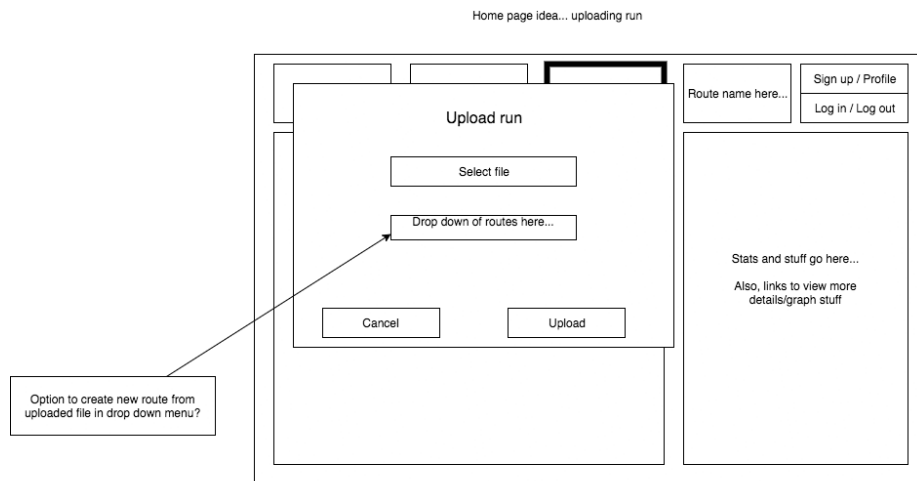 Home page idea... uploading run
Sign up / Profile
Route name here...
Log in / Log out
Upload run
Select file
Drop down of routes here...
Stats and stuff go here...
Also, links to view more
details/graph stuff
Cancel
Upload
Option to create new route from
uploaded file in drop down menu?